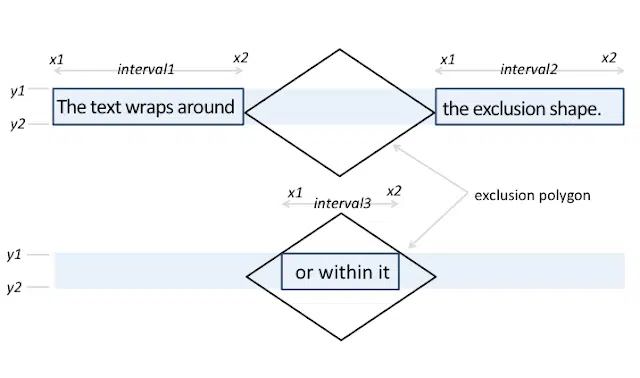 x1 x2 x1 x2
interval1 interval2
y1
The text wraps around the exclusion shape.
y2
x1 x2
interval3
exclusion polygon
y1
or within it
y2